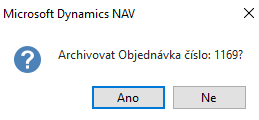 Microsoft Dynamics NAV
Archivovat Objednávka číslo: 1169?
Ano
Ne